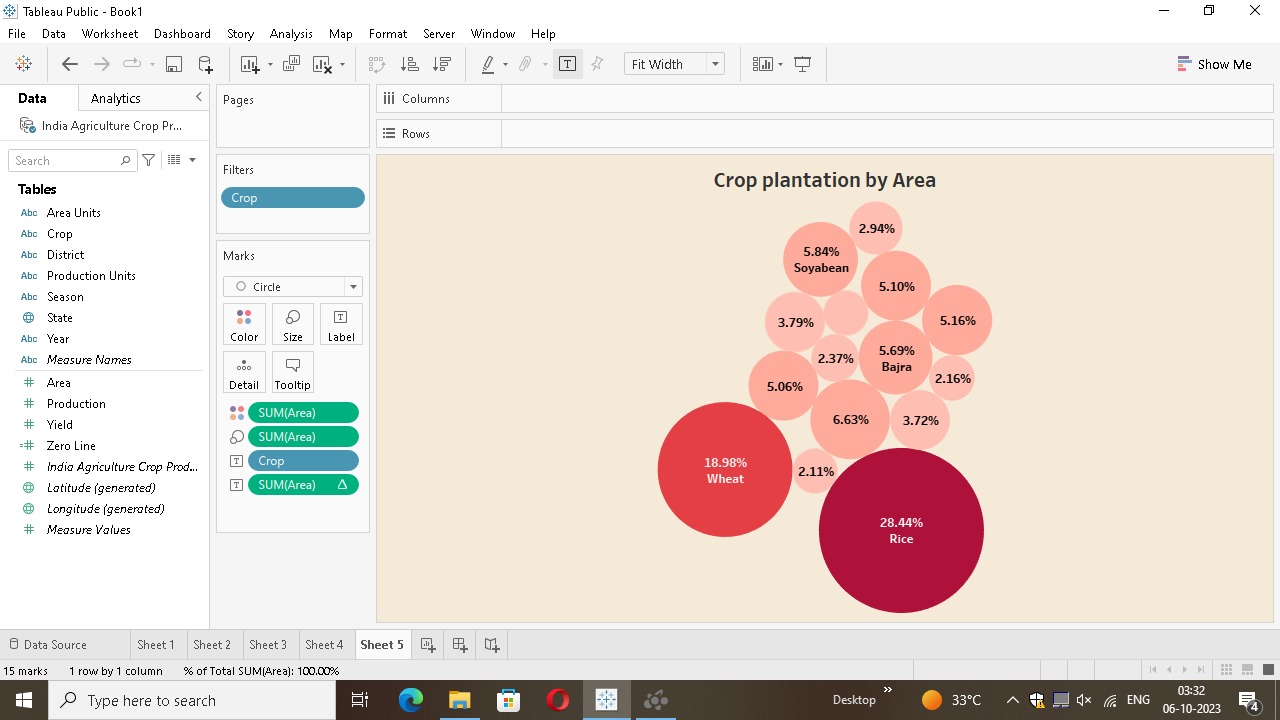 Tableau Public - Book1
File Data Worksheet Dashboard Story Analysis Map Format Server Window Help
Fit Width
Show Me
Data Analytics
India Agriculture Crop Pr...
Search
Tables
Abc Area Units
Abc Crop
Abc District
Abc Production Units
Abc Season
State
Abc Year
Abc Measure Names
Area
Production
Yield
Zero Line
India Agriculture Crop Prod...
Latitude (generated)
Longitude (generated)
Measure Values
Pages
Filters
Crop
Marks
Circle
Color Size Label
Detail Tooltip
SUM(Area)
SUM(Area)
Crop
SUM(Area)
Columns
Rows
Crop plantation by Area
2.94%
5.84%
Soyabean
5.10%
3.79%
5.16%
2.37%
5.69%
Bajra
5.06%
2.16%
6.63%
3.72%
18.98%
Wheat
2.11%
28.44%
Rice
Data Source Sheet 1 Sheet 2 Sheet 3 Sheet 4 Sheet 5
15 marks 1 row by 1 column % of Total SUM(Area): 100.00%
Type here to search
Desktop
33°C
ENG
03:32
06-10-2023
4